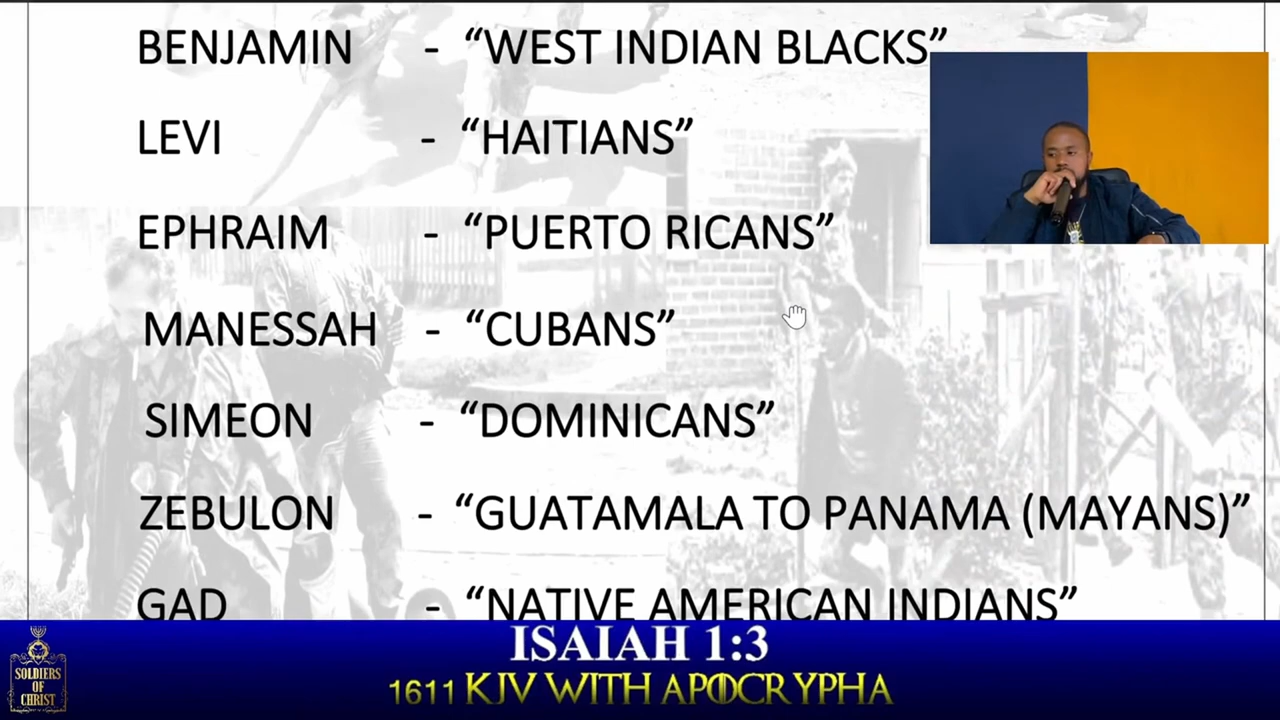 BENJAMIN - “WEST INDIAN BLACKS”
LEVI - “HAITIANS”
EPHRAIM - “PUERTO RICANS”
MANESSAH - “CUBANS”
SIMEON - “DOMINICANS”
ZEBULON - “GUATAMALA TO PANAMA (MAYANS)”
GAD - “NATIVE AMERICAN INDIANS”
ISAIAH 1:3
1611 KJV WITH APOCRYPHA
SOLDIERS
OF
CHRIST